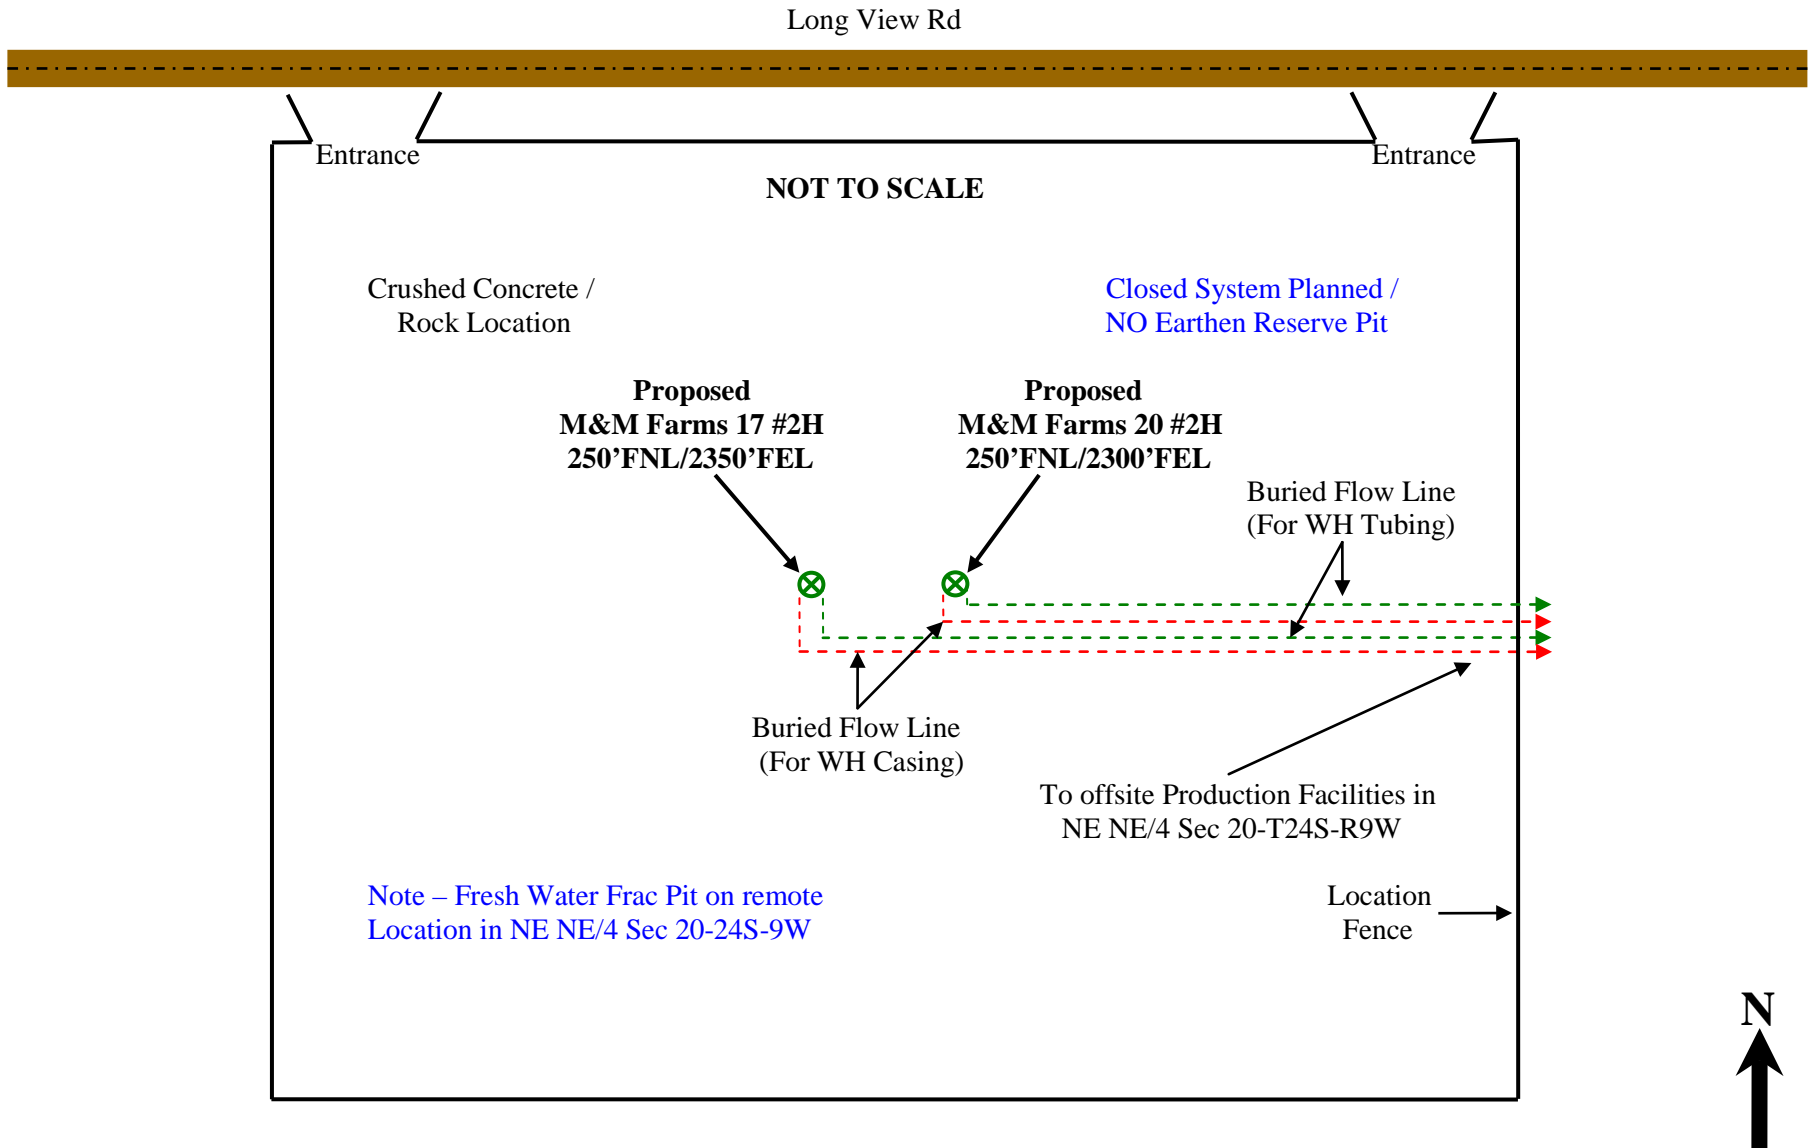 Long View Rd
Entrance
Entrance
NOT TO SCALE
Crushed Concrete /
Rock Location
Closed System Planned /
NO Earthen Reserve Pit
Proposed
M&M Farms 17 #2H
250’FNL/2350’FEL
Proposed
M&M Farms 20 #2H
250’FNL/2300’FEL
Buried Flow Line
(For WH Tubing)
Buried Flow Line
(For WH Casing)
To offsite Production Facilities in
NE NE/4 Sec 20-T24S-R9W
Note – Fresh Water Frac Pit on remote
Location in NE NE/4 Sec 20-24S-9W
Location
Fence
N